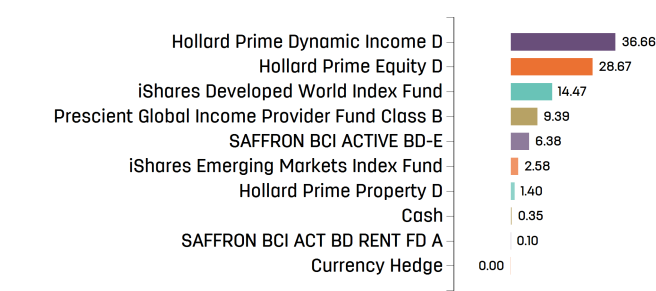 Hollard Prime Dynamic Income D 36.66
Hollard Prime Equity D 28.67
iShares Developed World Index Fund 14.47
Prescient Global Income Provider Fund Class B 9.39
SAFFRON BCI ACTIVE BD-E 6.38
iShares Emerging Markets Index Fund 2.58
Hollard Prime Property D 1.40
Cash 0.35
SAFFRON BCI ACT BD RENT FD A 0.10
Currency Hedge 0.00